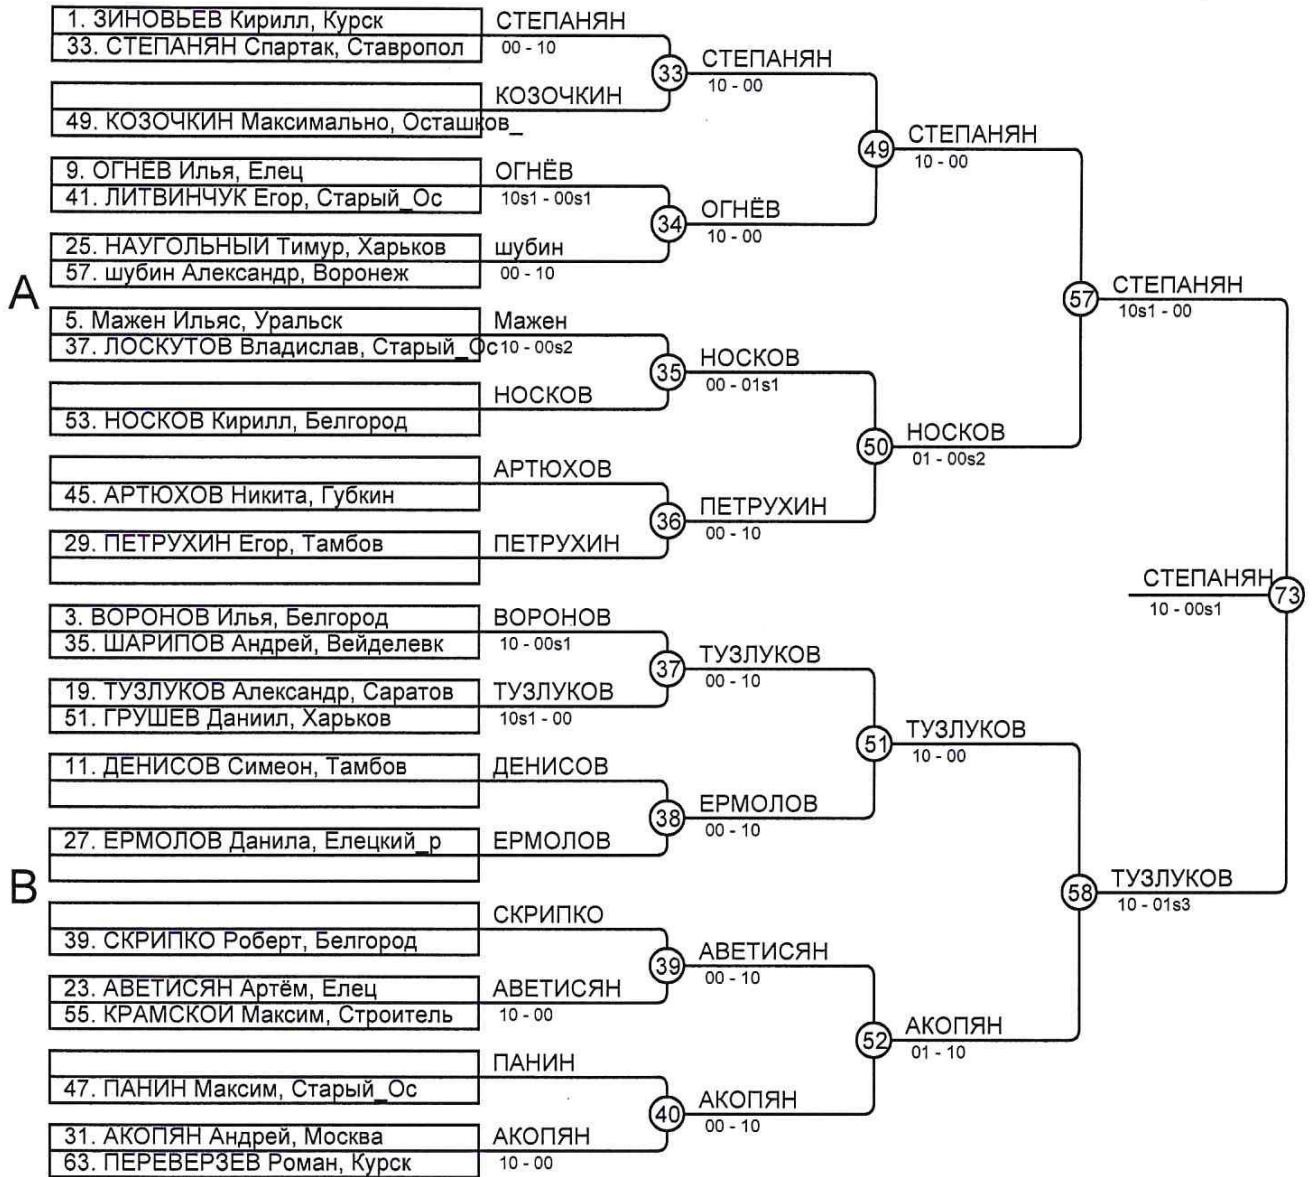 1. ЗИНОВЬЕВ Кирилл, Курск
33. СТЕПАНЯН Спартак, Ставропол
СТЕПАНЯН
00 - 10
33
СТЕПАНЯН
10 - 00
КОЗОЧКИН
49. КОЗОЧКИН Максимально, Осташков_
49
СТЕПАНЯН
10 - 00
9. ОГНЁВ Илья, Елец
41. ЛИТВИНЧУК Егор, Старый_Ос
ОГНЁВ
10s1 - 00s1
34
ОГНЁВ
10 - 00
25. НАУГОЛЬНЫЙ Тимур, Харьков
57. шубин Александр, Воронеж
шубин
00 - 10
A
57
СТЕПАНЯН
10s1 - 00
5. Мажен Ильяс, Уральск
37. ЛОСКУТОВ Владислав, Старый_Ос
Мажен
10 - 00s2
35
НОСКОВ
00 - 01s1
НОСКОВ
53. НОСКОВ Кирилл, Белгород
50
НОСКОВ
01 - 00s2
АРТЮХОВ
45. АРТЮХОВ Никита, Губкин
36
ПЕТРУХИН
00 - 10
29. ПЕТРУХИН Егор, Тамбов
ПЕТРУХИН
СТЕПАНЯН
10 - 00s1
73
3. ВОРОНОВ Илья, Белгород
35. ШАРИПОВ Андрей, Вейделевк
ВОРОНОВ
10 - 00s1
37
ТУЗЛУКОВ
00 - 10
19. ТУЗЛУКОВ Александр, Саратов
51. ГРУШЕВ Даниил, Харьков
ТУЗЛУКОВ
10s1 - 00
51
ТУЗЛУКОВ
10 - 00
11. ДЕНИСОВ Симеон, Тамбов
ДЕНИСОВ
38
ЕРМОЛОВ
00 - 10
27. ЕРМОЛОВ Данила, Елецкий_р
ЕРМОЛОВ
B
58
ТУЗЛУКОВ
10 - 01s3
СКРИПКО
39. СКРИПКО Роберт, Белгород
39
АВЕТИСЯН
00 - 10
23. АВЕТИСЯН Артём, Елец
55. КРАМСКОЙ Максим, Строитель
АВЕТИСЯН
10 - 00
52
АКОПЯН
01 - 10
ПАНИН
47. ПАНИН Максим, Старый_Ос
40
АКОПЯН
00 - 10
31. АКОПЯН Андрей, Москва
63. ПЕРЕВЕРЗЕВ Роман, Курск
АКОПЯН
10 - 00